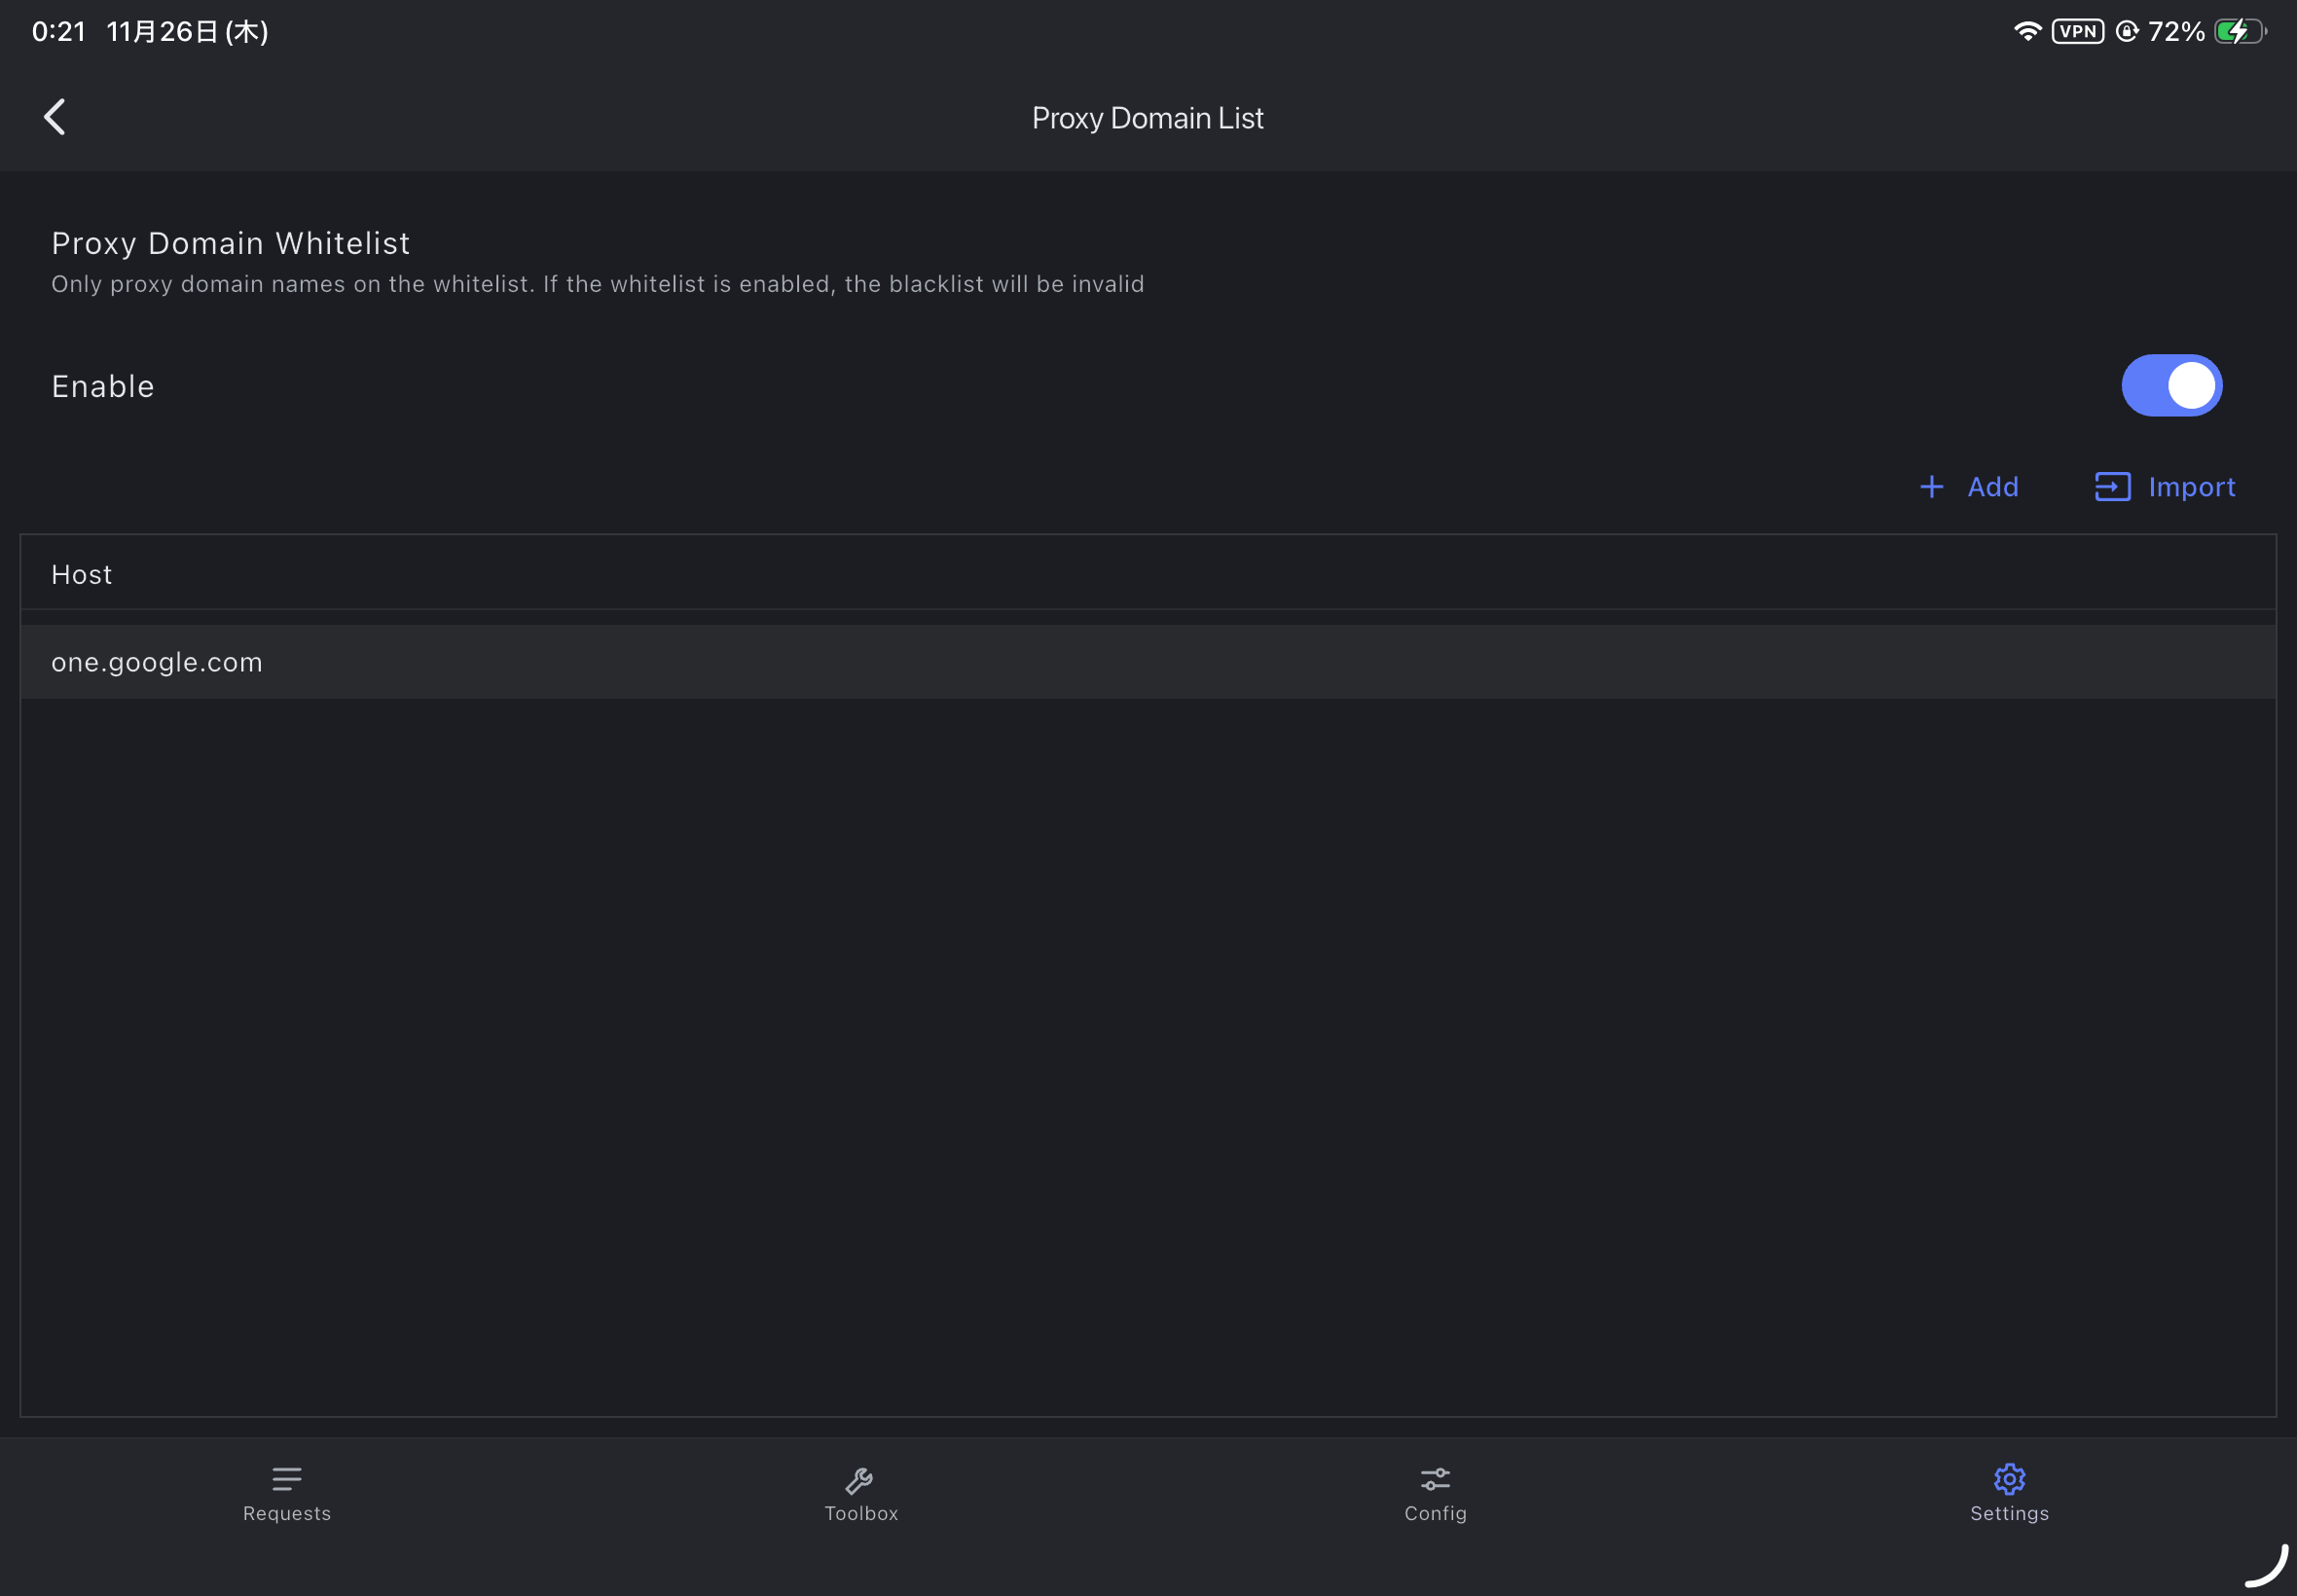 0:21 11月26日(木)
VPN 72%
Proxy Domain List
Proxy Domain Whitelist
Only proxy domain names on the whitelist. If the whitelist is enabled, the blacklist will be invalid
Enable
Add Import
Host
one.google.com
Requests Toolbox Config Settings